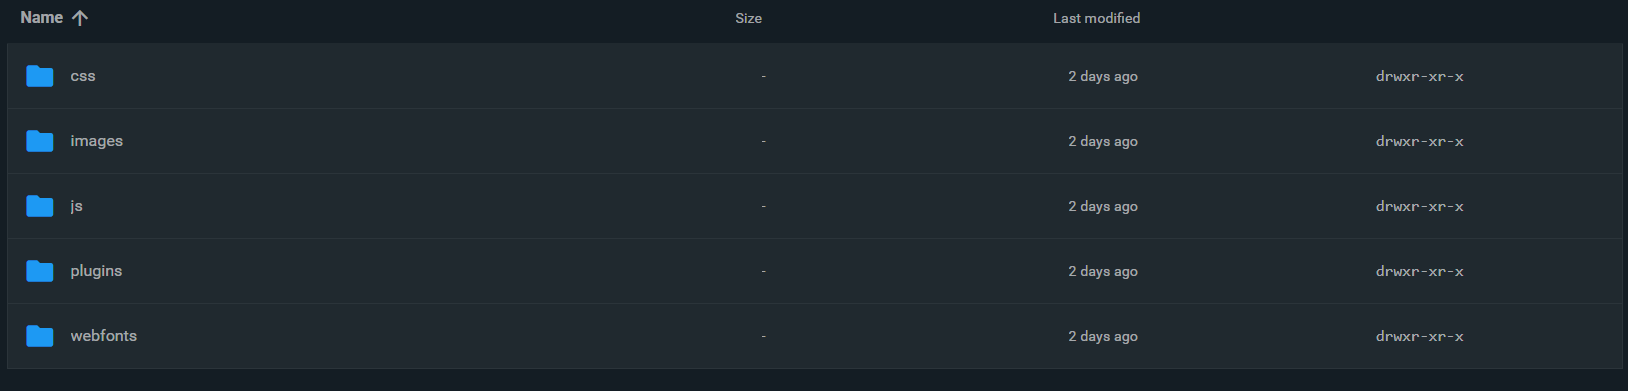 Name Size Last modified
css - 2 days ago drwxr-xr-x
images - 2 days ago drwxr-xr-x
js - 2 days ago drwxr-xr-x
plugins - 2 days ago drwxr-xr-x
webfonts - 2 days ago drwxr-xr-x